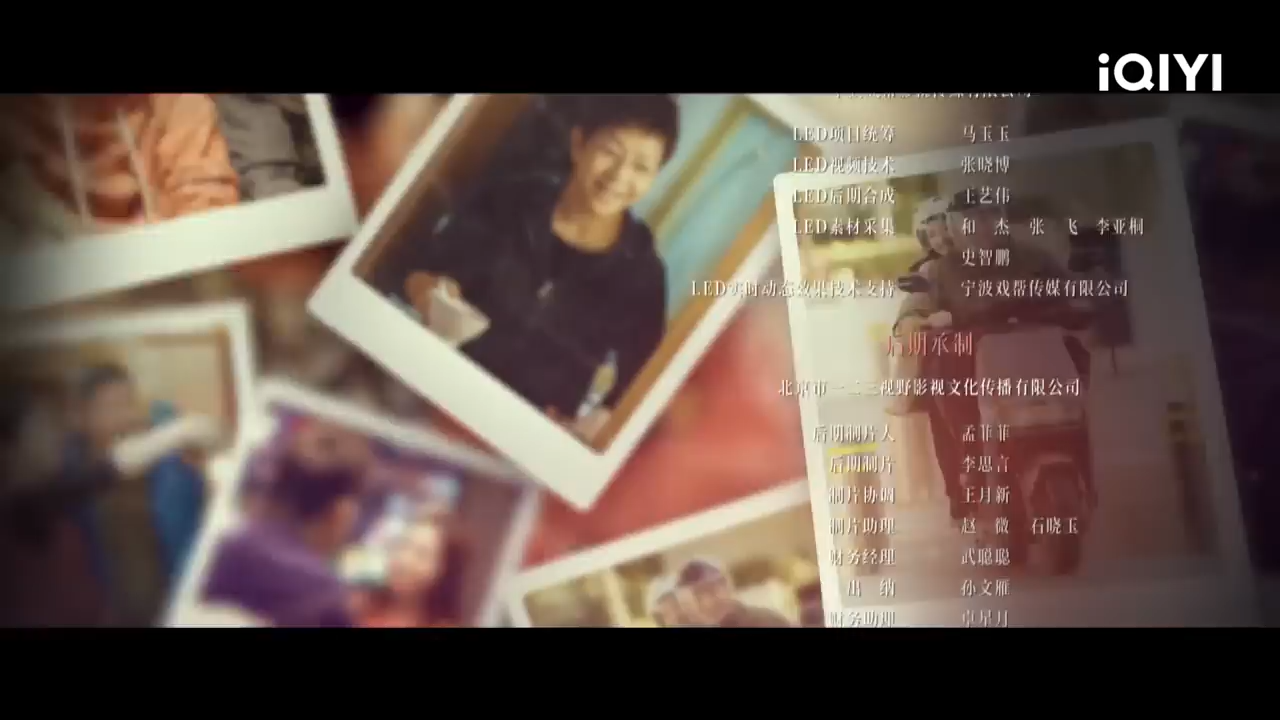 iQIYI
LED项目统筹 马玉玉
LED视频技术 张晓博
LED后期合成 王艺伟
LED素材采集 和 杰 张 飞 李亚桐
史智鹏
LED实时动态效果技术支持 宁波戏帮传媒有限公司
后期承制
北京市一二三视野影视文化传播有限公司
后期制片人 孟菲菲
后期制片 李思言
制片协调 王月新
制片助理 赵 微 石晓玉
财务经理 武聪聪
出 纳 孙文雁
财务助理 卓星月